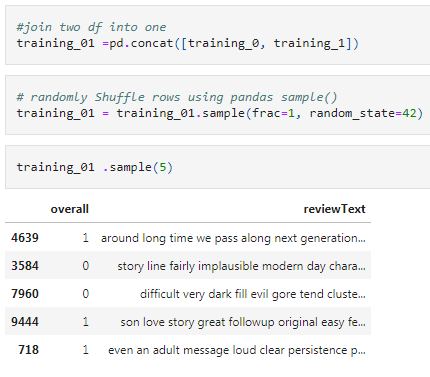 #join two df into one
training_01 =pd.concat([training_0, training_1])
# randomly Shuffle rows using pandas sample()
training_01 = training_01.sample(frac=1, random_state=42)
training_01 .sample(5)
overall reviewText
4639 1 around long time we pass along next generation...
3584 0 story line fairly implausible modern day chara...
7960 0 difficult very dark fill evil gore tend cluste...
9444 1 son love story great followup original easy fe...
718 1 even an adult message loud clear persistence p...